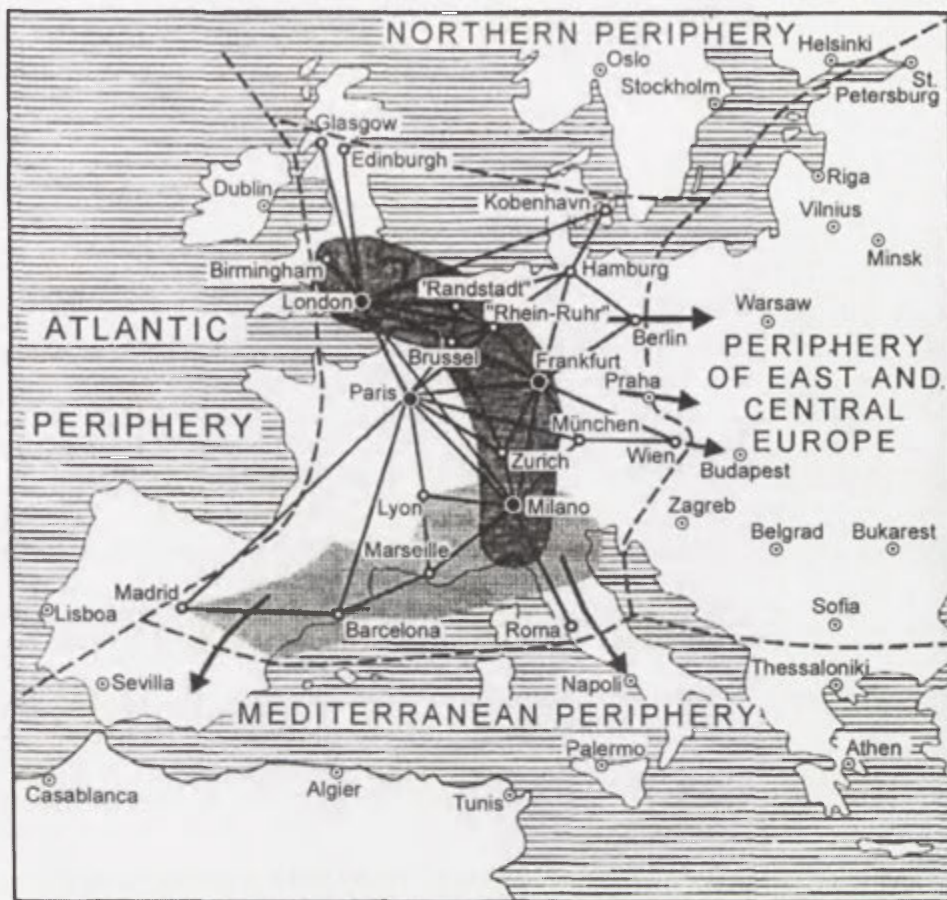 NORTHERN PERIPHERY
Helsinki
Oslo
St.
Petersburg
Stockholm
Glasgow
Edinburgh
Riga
Dublin
Kobenhavn
Vilnius
Minsk
Birmingham
Hamburg
London
'Randstadt"
"Rhein-Ruhr"
Warsaw
Berlin
ATLANTIC
PERIPHERY
Brussel
Frankfurt
PERIPHERY
OF EAST AND
CENTRAL
EUROPE
Paris
Praha
München
Wien
Zurich
Budapest
Lyon
Milano
Zagreb
Belgrad
Bukarest
Marseille
Madrid
Lisboa
Barcelona
Roma
Sofia
Sevilla
Napoli
Thessaloniki
MEDITERRANEAN PERIPHERY
Palermo
Athen
Casablanca
Algier
Tunis